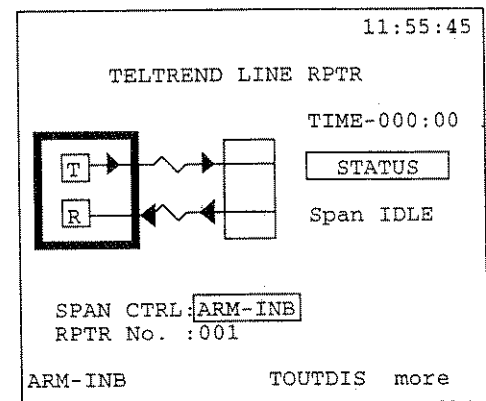 11:55:45
TELTREND LINE RPTR
TIME-000:00
T
STATUS
R
Span IDLE
SPAN CTRL:ARM-INB
RPTR No. :001
ARM-INB TOUTDIS more